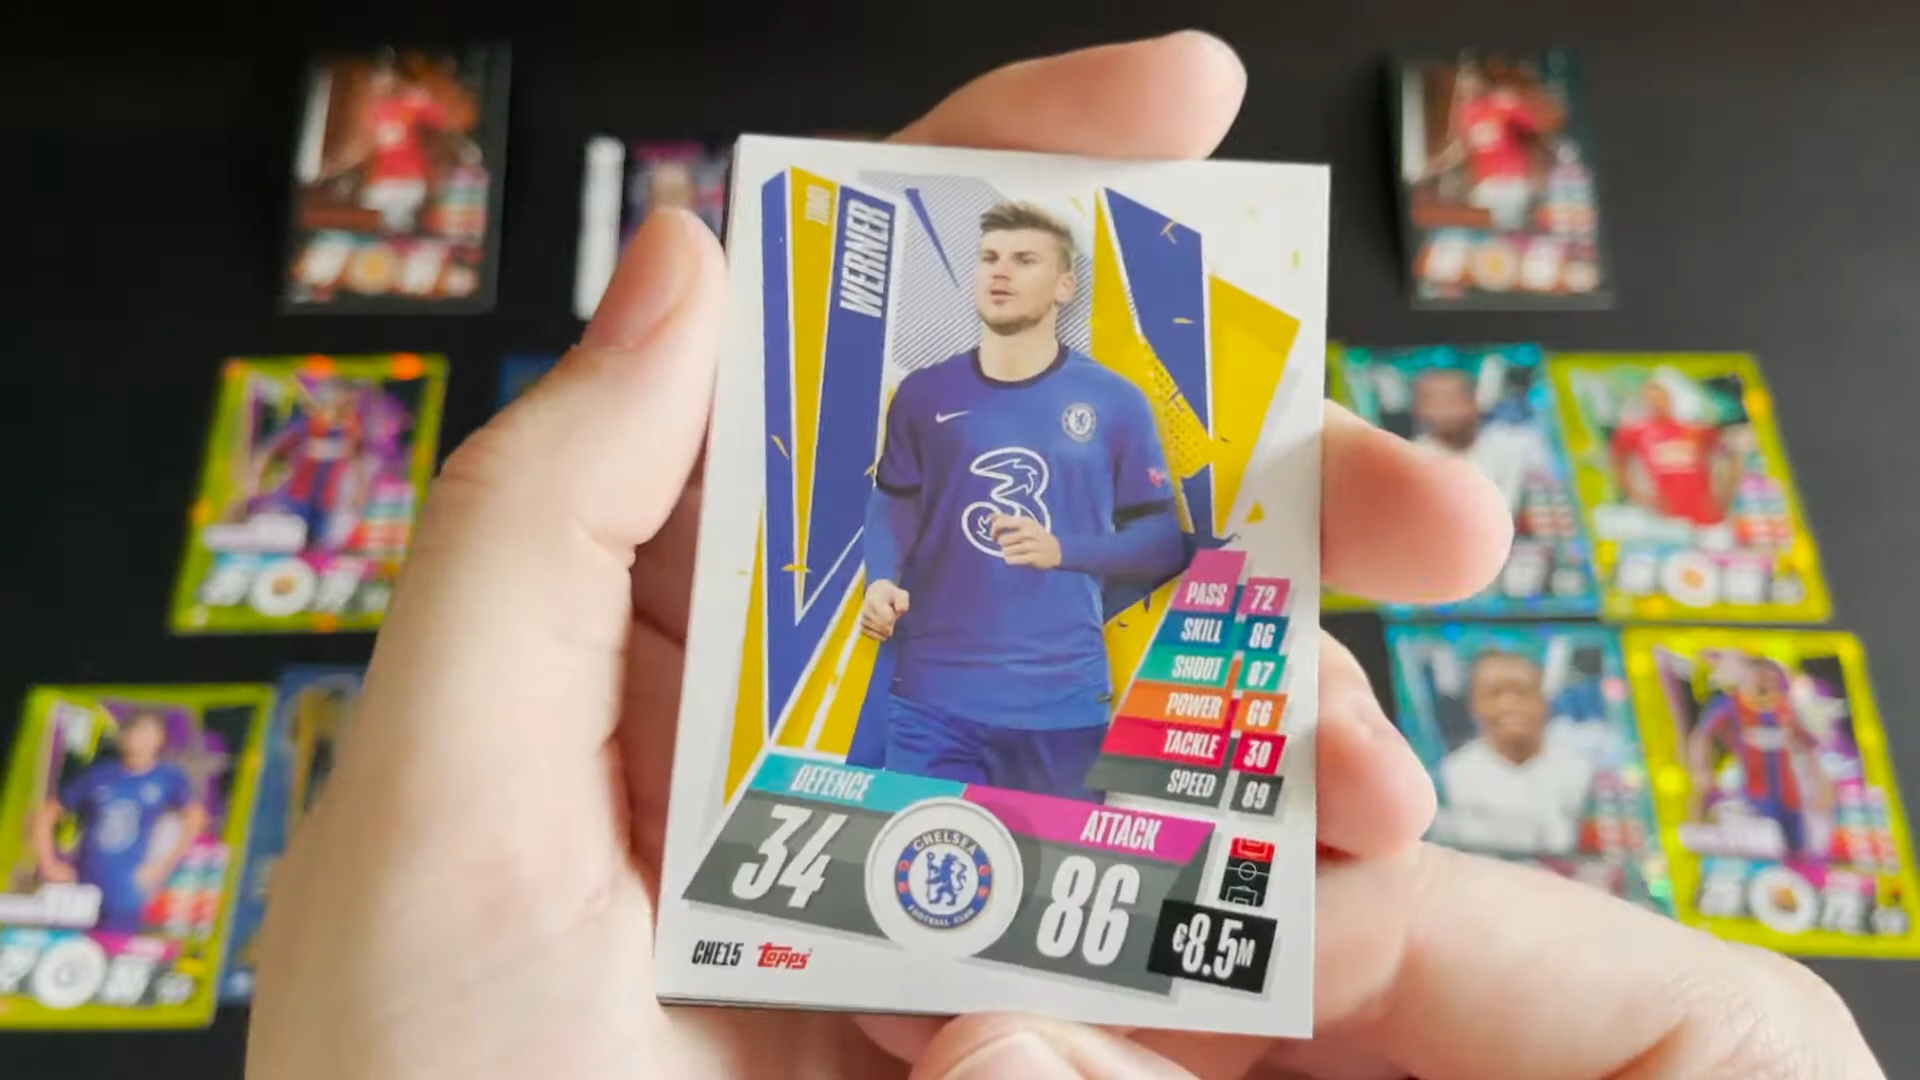 TIMO
WERNER
3
PASS 72
SKILL 86
SHOOT 87
POWER 66
TACKLE 30
SPEED 89
DEFENCE
ATTACK
34
86
CHELSEA
FOOTBALL CLUB
€8.5M
CHE15 Topps